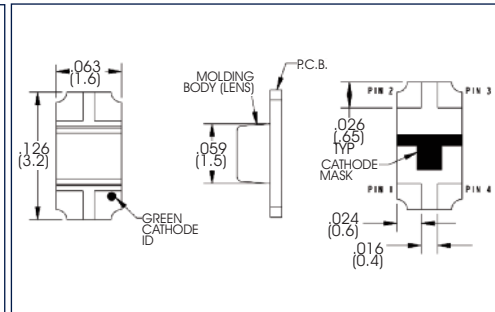 .063
(1.6)
.126
(3.2)
GREEN
CATHODE
ID
MOLDING
BODY (LENS)
P.C.B.
.059
(1.5)
PIN 2
PIN 3
.026
(.65)
TYP
CATHODE
MASK
PIN 1
PIN 4
.024
(0.6)
.016
(0.4)